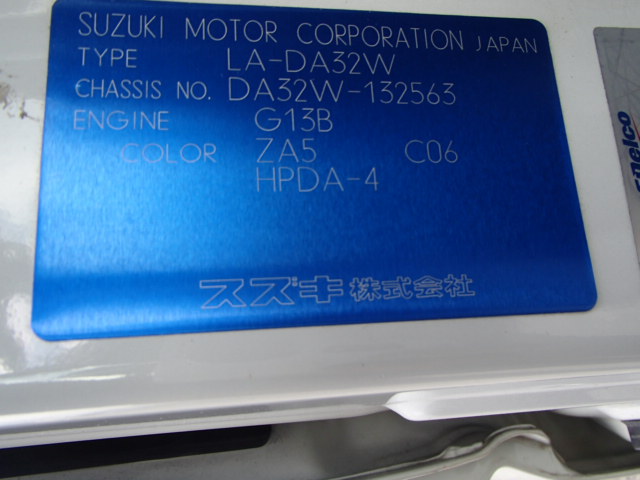 SUZUKI MOTOR CORPORATION JAPAN
TYPE LA-DA32W
CHASSIS NO. DA32W-132563
ENGINE G13B
COLOR ZA5 C06
HPDA-4
スズキ株式会社